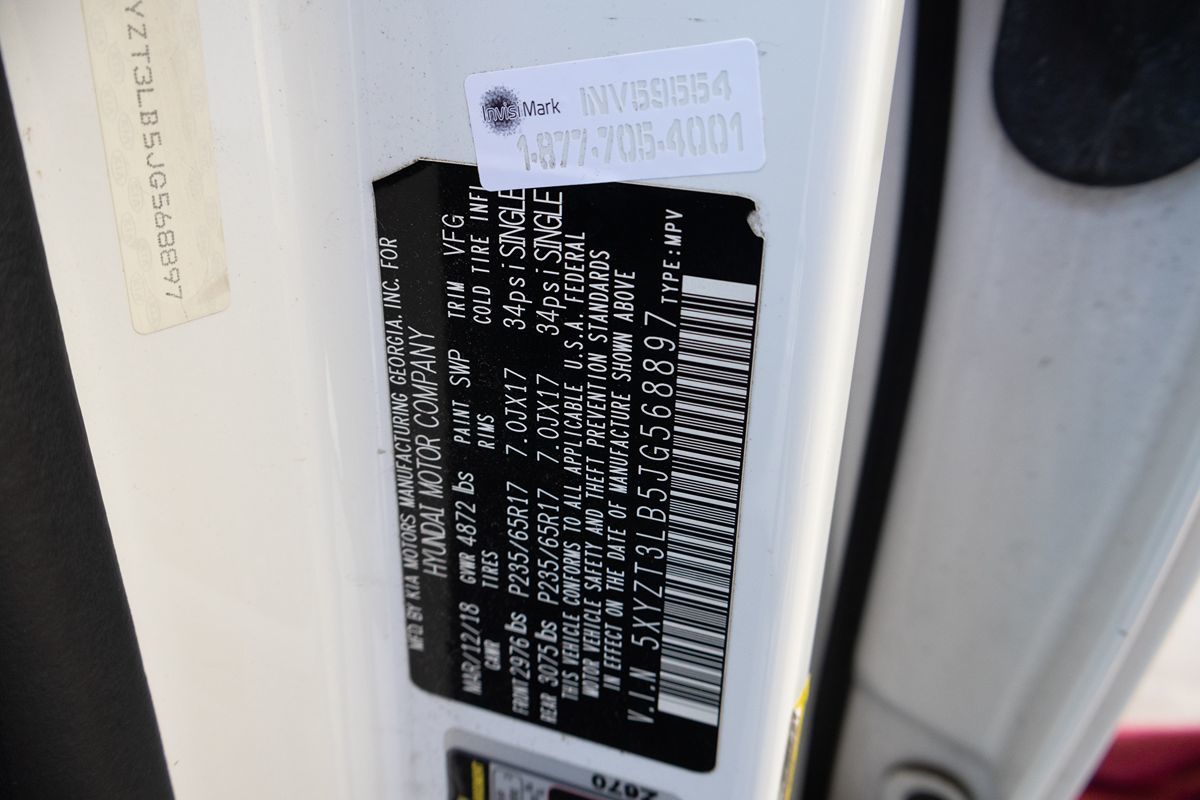 YZT3LB5JG568897
InvisiMark INV59554
1-877-705-4001
MFD BY KIA MOTORS MANUFACTURING GEORGIA, INC. FOR
HYUNDAI MOTOR COMPANY
MAR/12/18 GVWR 4872 lbs PAINT SWP TRIM VFG
GAWR TIRES RIMS COLD TIRE INFL
FRONT 2976 lbs P235/65R17 7.0JX17 34psi SINGLE
REAR 3075 lbs P235/65R17 7.0JX17 34psi SINGLE
THIS VEHICLE CONFORMS TO ALL APPLICABLE U.S.A. FEDERAL
MOTOR VEHICLE SAFETY AND THEFT PREVENTION STANDARDS
IN EFFECT ON THE DATE OF MANUFACTURE SHOWN ABOVE
V.I.N 5XYZT3LB5JG568897 TYPE:MPV
2870